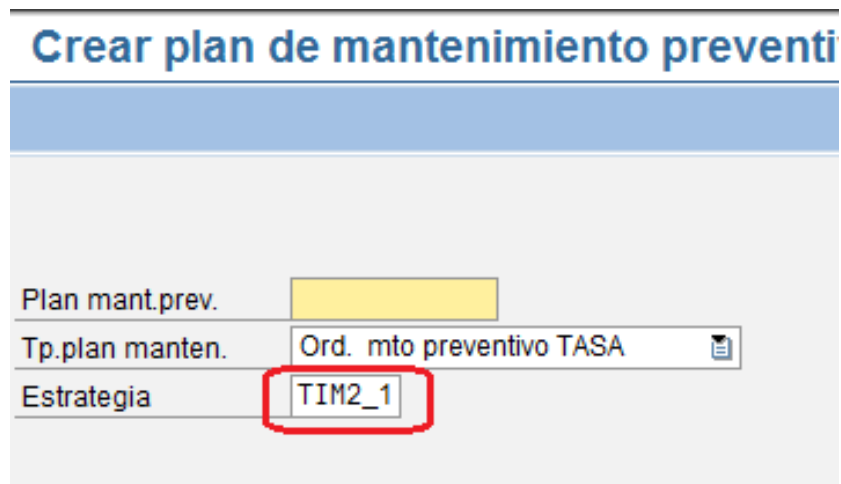 Crear plan de mantenimiento preventi
Plan mant.prev.
Tp.plan manten. Ord. mto preventivo TASA
Estrategia TIM2_1